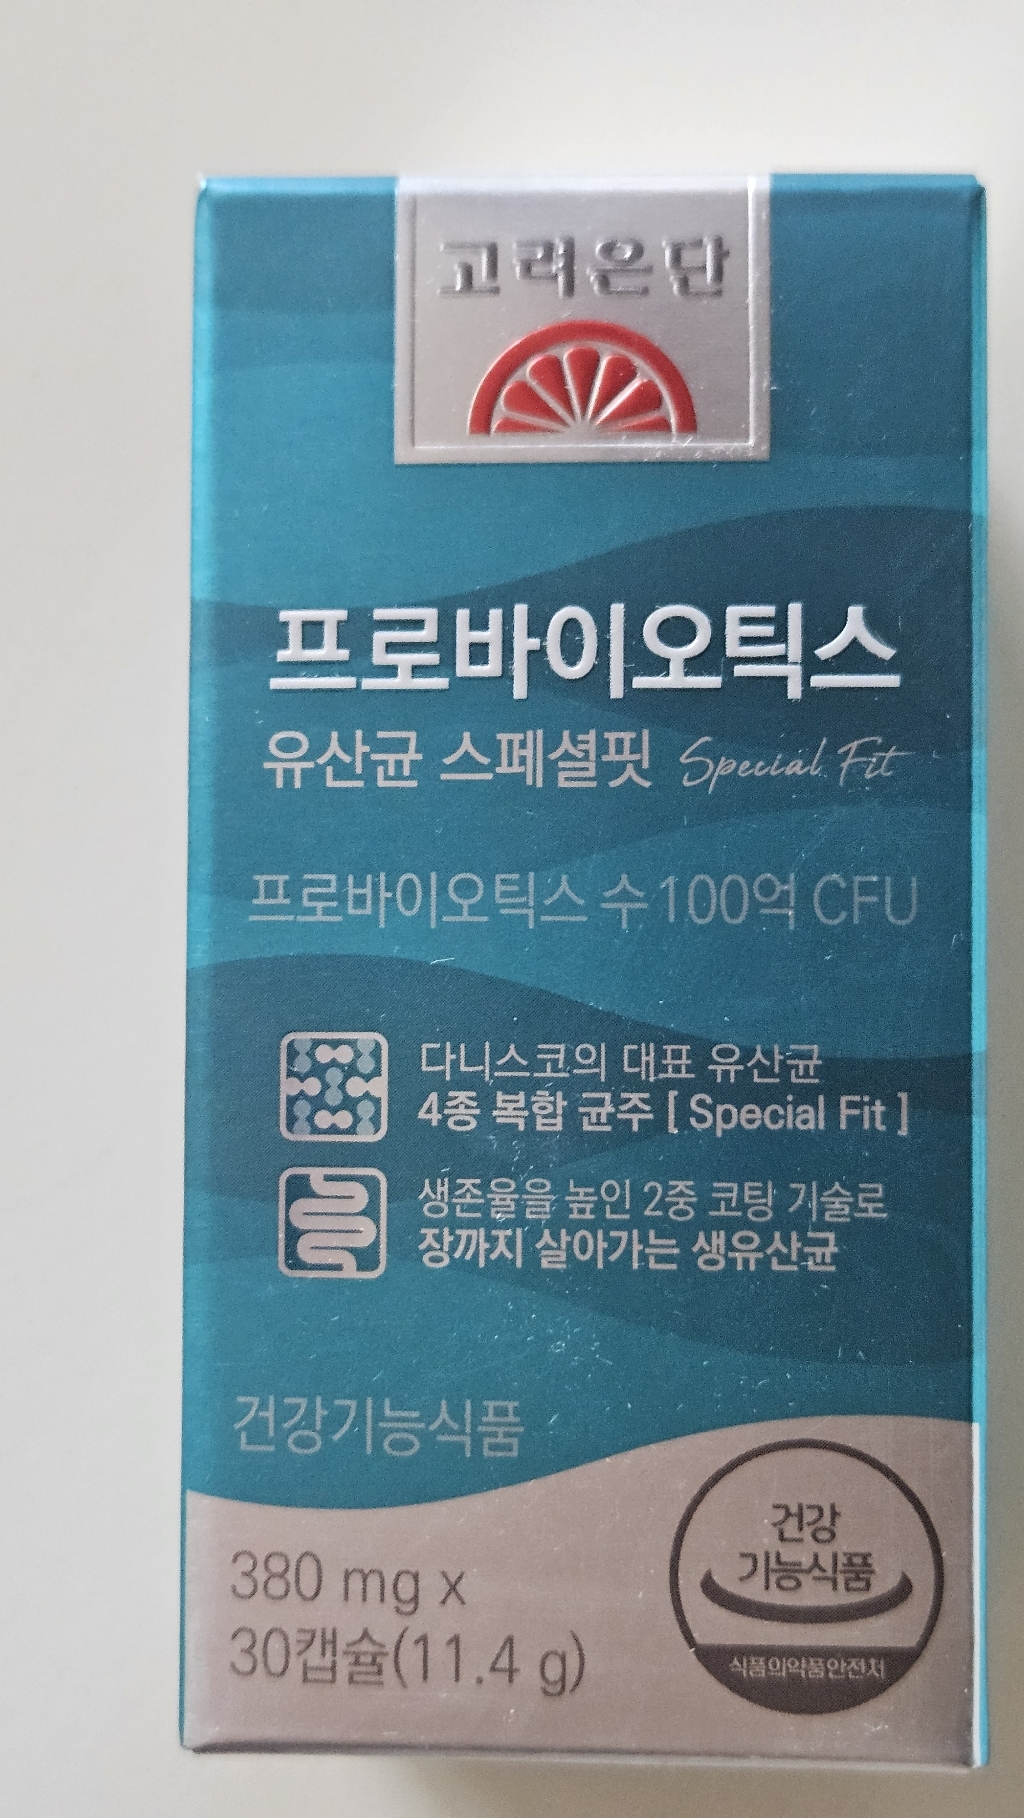 고려은단
프로바이오틱스
유산균 스페셜핏 Special Fit
프로바이오틱스 수 100억 CFU
다니스코의 대표 유산균
4종 복합 균주 [ Special Fit ]
생존율을 높인 2중 코팅 기술로
장까지 살아가는 생유산균
건강기능식품
건강
기능식품
식품의약품안전처
380 mg x
30캡슐(11.4 g)